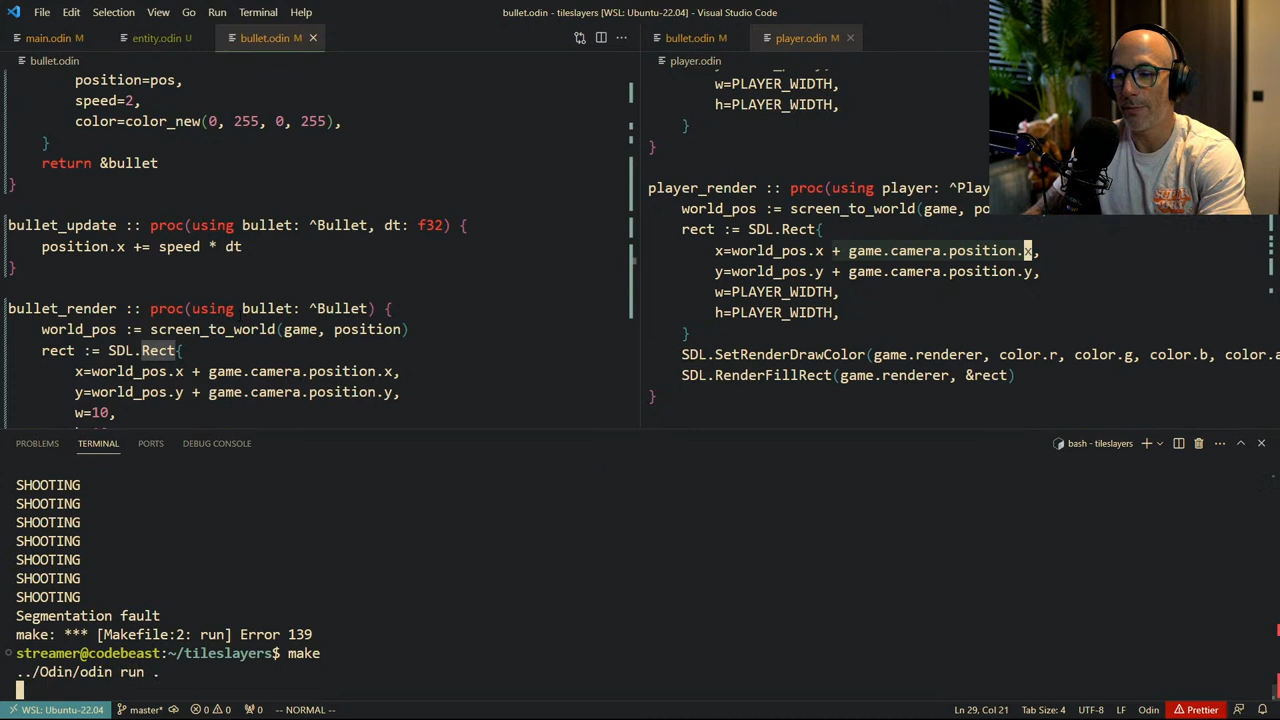 File Edit Selection View Go Run Terminal Help
bullet.odin - tileslayers [WSL: Ubuntu-22.04] - Visual Studio Code
main.odin M entity.odin U bullet.odin M
bullet.odin
position=pos,
speed=2,
color=color_new(0, 255, 0, 255),
}
return &bullet
}
bullet_update :: proc(using bullet: ^Bullet, dt: f32) {
position.x += speed * dt
}
bullet_render :: proc(using bullet: ^Bullet) {
world_pos := screen_to_world(game, position)
rect := SDL.Rect{
x=world_pos.x + game.camera.position.x,
y=world_pos.y + game.camera.position.y,
w=10,
bullet.odin M player.odin M
player.odin
w=PLAYER_WIDTH,
h=PLAYER_WIDTH,
}
}
player_render :: proc(using player: ^Play
world_pos := screen_to_world(game, po
rect := SDL.Rect{
x=world_pos.x + game.camera.position.x,
y=world_pos.y + game.camera.position.y,
w=PLAYER_WIDTH,
h=PLAYER_WIDTH,
}
SDL.SetRenderDrawColor(game.renderer, color.r, color.g, color.b, color.a
SDL.RenderFillRect(game.renderer, &rect)
}
PROBLEMS TERMINAL PORTS DEBUG CONSOLE
bash - tileslayers
SHOOTING
SHOOTING
SHOOTING
SHOOTING
SHOOTING
SHOOTING
SHOOTING
Segmentation fault
make: *** [Makefile:2: run] Error 139
streamer@codebeast:~/tileslayers$ make
../Odin/odin run .
WSL: Ubuntu-22.04 master* 0 0 0 -- NORMAL -- Ln 29, Col 21 Tab Size: 4 UTF-8 LF Odin Prettier